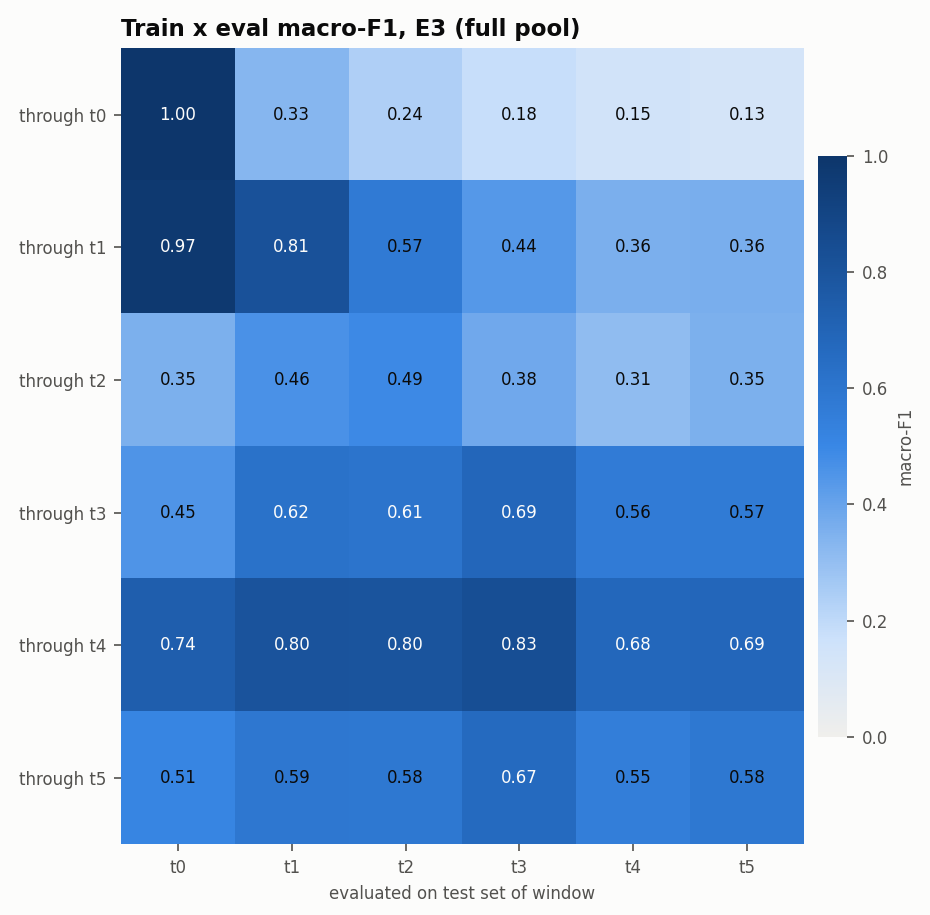 Train x eval macro-F1, E3 (full pool)
through t0 1.00 0.33 0.24 0.18 0.15 0.13
through t1 0.97 0.81 0.57 0.44 0.36 0.36
through t2 0.35 0.46 0.49 0.38 0.31 0.35
through t3 0.45 0.62 0.61 0.69 0.56 0.57
through t4 0.74 0.80 0.80 0.83 0.68 0.69
through t5 0.51 0.59 0.58 0.67 0.55 0.58
t0 t1 t2 t3 t4 t5
evaluated on test set of window
1.0
0.8
0.6
0.4
0.2
0.0
macro-F1